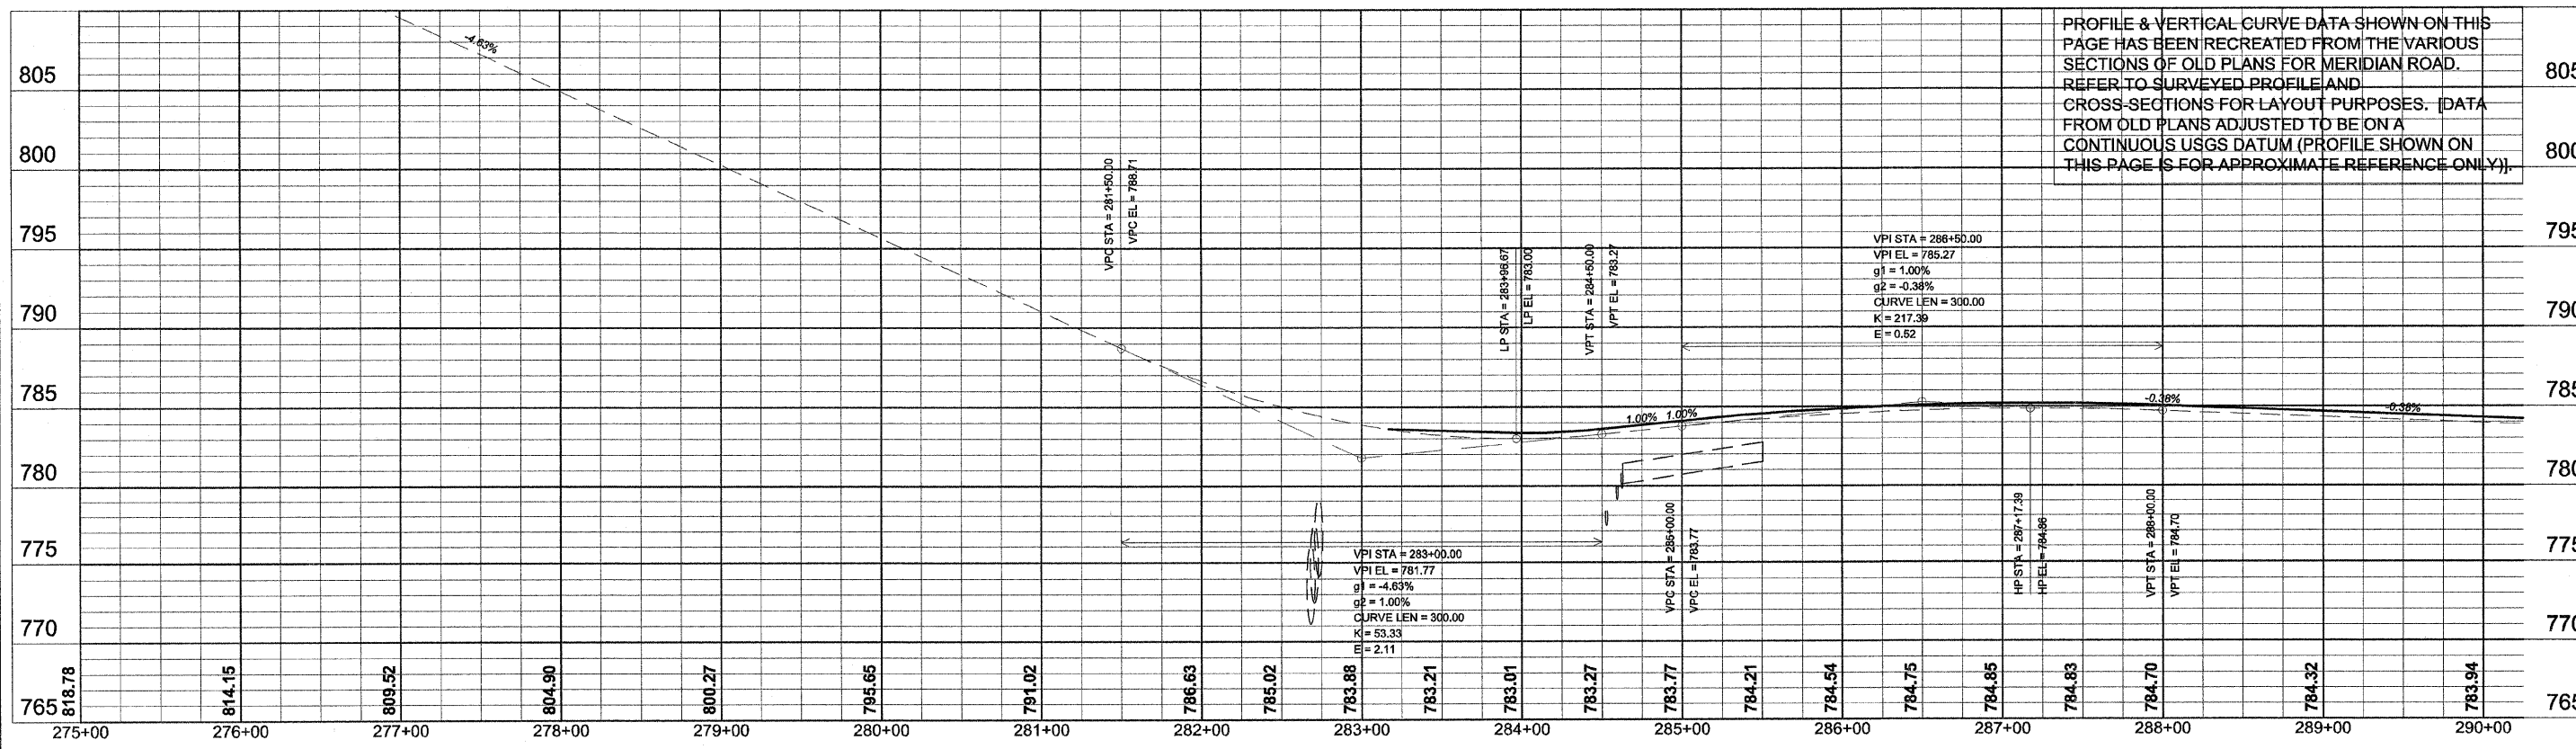 PROFILE & VERTICAL CURVE DATA SHOWN ON THIS
PAGE HAS BEEN RECREATED FROM THE VARIOUS
SECTIONS OF OLD PLANS FOR MERIDIAN ROAD.
REFER TO SURVEYED PROFILE AND
CROSS-SECTIONS FOR LAYOUT PURPOSES. [DATA
FROM OLD PLANS ADJUSTED TO BE ON A
CONTINUOUS USGS DATUM (PROFILE SHOWN ON
THIS PAGE IS FOR APPROXIMATE REFERENCE ONLY)].
-4.63%
805
800
795
790
785
780
775
770
765
805
800
795
790
785
780
775
770
765
VPC STA = 281+50.00
VPC EL = 788.71
LP STA = 283+96.67
LP EL = 783.00
VPT STA = 284+50.00
VPT EL = 783.27
VPI STA = 286+50.00
VPI EL = 785.27
g1 = 1.00%
g2 = -0.38%
CURVE LEN = 300.00
K = 217.39
E = 0.52
1.00%
1.00%
-0.38%
-0.38%
VPI STA = 283+00.00
VPI EL = 781.77
g1 = -4.63%
g2 = 1.00%
CURVE LEN = 300.00
K = 53.33
E = 2.11
VPC STA = 285+00.00
VPC EL = 783.77
HP STA = 287+17.39
HP EL = 784.86
VPT STA = 288+00.00
VPT EL = 784.70
818.78
814.15
809.52
804.90
800.27
795.65
791.02
786.63
785.02
783.88
783.21
783.01
783.27
783.77
784.21
784.54
784.75
784.85
784.83
784.70
784.32
783.94
275+00
276+00
277+00
278+00
279+00
280+00
281+00
282+00
283+00
284+00
285+00
286+00
287+00
288+00
289+00
290+00